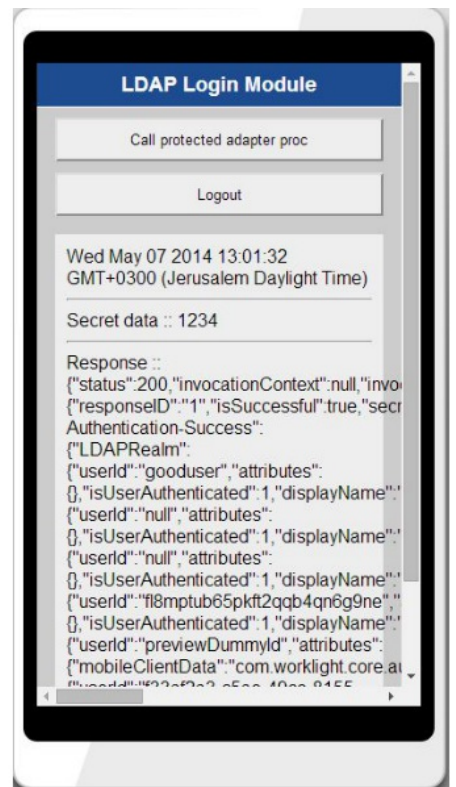 LDAP Login Module
Call protected adapter proc
Logout
Wed May 07 2014 13:01:32
GMT+0300 (Jerusalem Daylight Time)
Secret data :: 1234
Response ::
{"status":200,"invocationContext":null,"invo
{"responseID":"1","isSuccessful":true,"secr
Authentication-Success":
{"LDAPRealm":
{"userId":"gooduser","attributes":
{},"isUserAuthenticated":1,"displayName":"
{"userId":"null","attributes":
{},"isUserAuthenticated":1,"displayName":"
{"userId":"null","attributes":
{},"isUserAuthenticated":1,"displayName":"
{"userId":"fl8mptub65pkft2qqb4qn6g9ne","
{},"isUserAuthenticated":1,"displayName":"
{"userId":"previewDummyId","attributes":
{"mobileClientData":"com.worklight.core.au